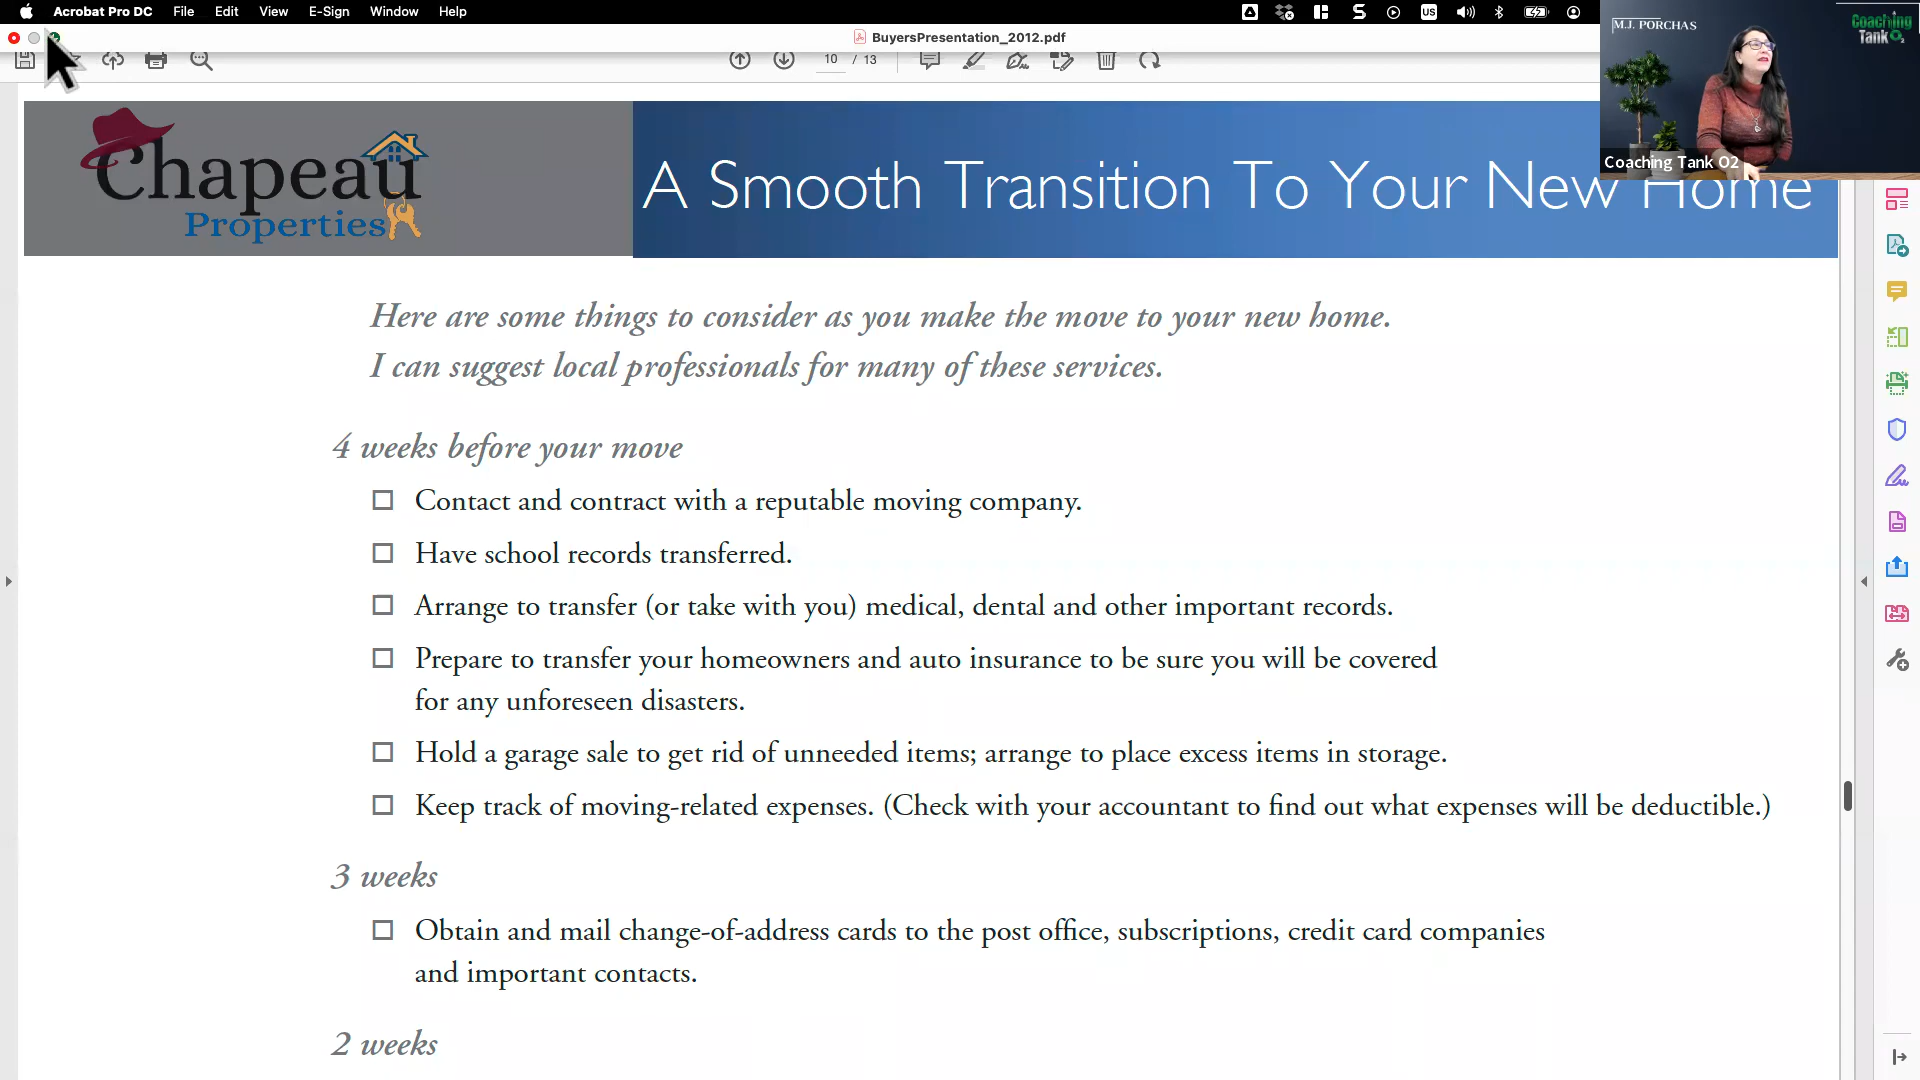 Acrobat Pro DC File Edit View E-Sign Window Help
US
BuyersPresentation_2012.pdf
10 / 13
M.J. PORCHAS
Coaching
Tank O2
Coaching Tank O2
Chapeau
Properties
A Smooth Transition To Your New Home
Here are some things to consider as you make the move to your new home.
I can suggest local professionals for many of these services.
4 weeks before your move
Contact and contract with a reputable moving company.
Have school records transferred.
Arrange to transfer (or take with you) medical, dental and other important records.
Prepare to transfer your homeowners and auto insurance to be sure you will be covered
for any unforeseen disasters.
Hold a garage sale to get rid of unneeded items; arrange to place excess items in storage.
Keep track of moving-related expenses. (Check with your accountant to find out what expenses will be deductible.)
3 weeks
Obtain and mail change-of-address cards to the post office, subscriptions, credit card companies
and important contacts.
2 weeks